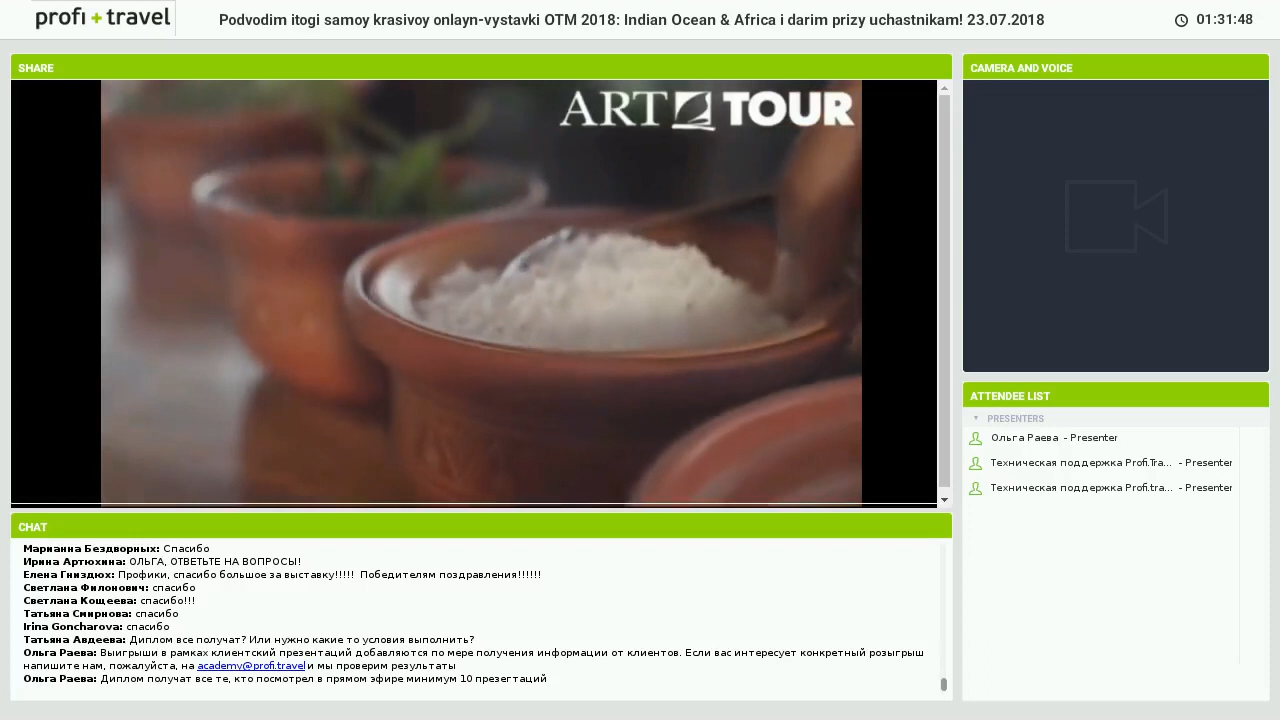 profi + travel
Podvodim itogi samoy krasivoy onlayn-vystavki OTM 2018: Indian Ocean & Africa i darim prizy uchastnikam! 23.07.2018
01:31:48
SHARE
ART TOUR
CAMERA AND VOICE
ATTENDEE LIST
PRESENTERS
Ольга Раева - Presenter
Техническая поддержка Profi.Tra... - Presenter
Техническая поддержка Profi.tra... - Presenter
CHAT
Марианна Бездворных: Спасибо
Ирина Артюхина: ОЛЬГА, ОТВЕТЬТЕ НА ВОПРОСЫ!
Елена Гниздюх: Профики, спасибо большое за выставку!!!!! Победителям поздравления!!!!!!
Светлана Филонович: спасибо
Светлана Кощеева: спасибо!!!
Татьяна Смирнова: спасибо
Irina Goncharova: спасибо
Татьяна Авдеева: Диплом все получат? Или нужно какие то условия выполнить?
Ольга Раева: Выигрыши в рамках клиентский презентаций добавляются по мере получения информации от клиентов. Если вас интересует конкретный розыгрыш
напишите нам, пожалуйста, на academy@profi.travel и мы проверим результаты
Ольга Раева: Диплом получат все те, кто посмотрел в прямом эфире минимум 10 презегтаций